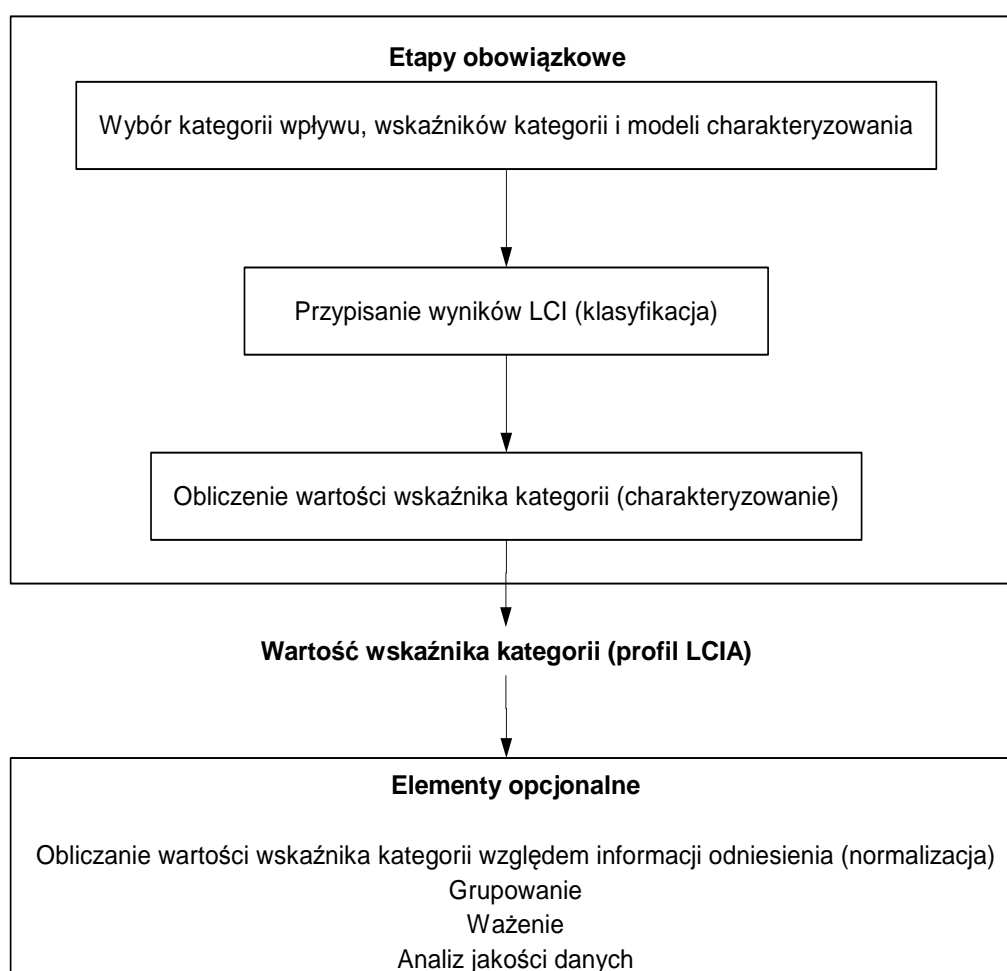 Etapy obowiązkowe
Wybór kategorii wpływu, wskaźników kategorii i modeli charakteryzowania
Przypisanie wyników LCI (klasyfikacja)
Obliczenie wartości wskaźnika kategorii (charakteryzowanie)
Wartość wskaźnika kategorii (profil LCIA)
Elementy opcjonalne
Obliczanie wartości wskaźnika kategorii względem informacji odniesienia (normalizacja)
Grupowanie
Ważenie
Analiz jakości danych